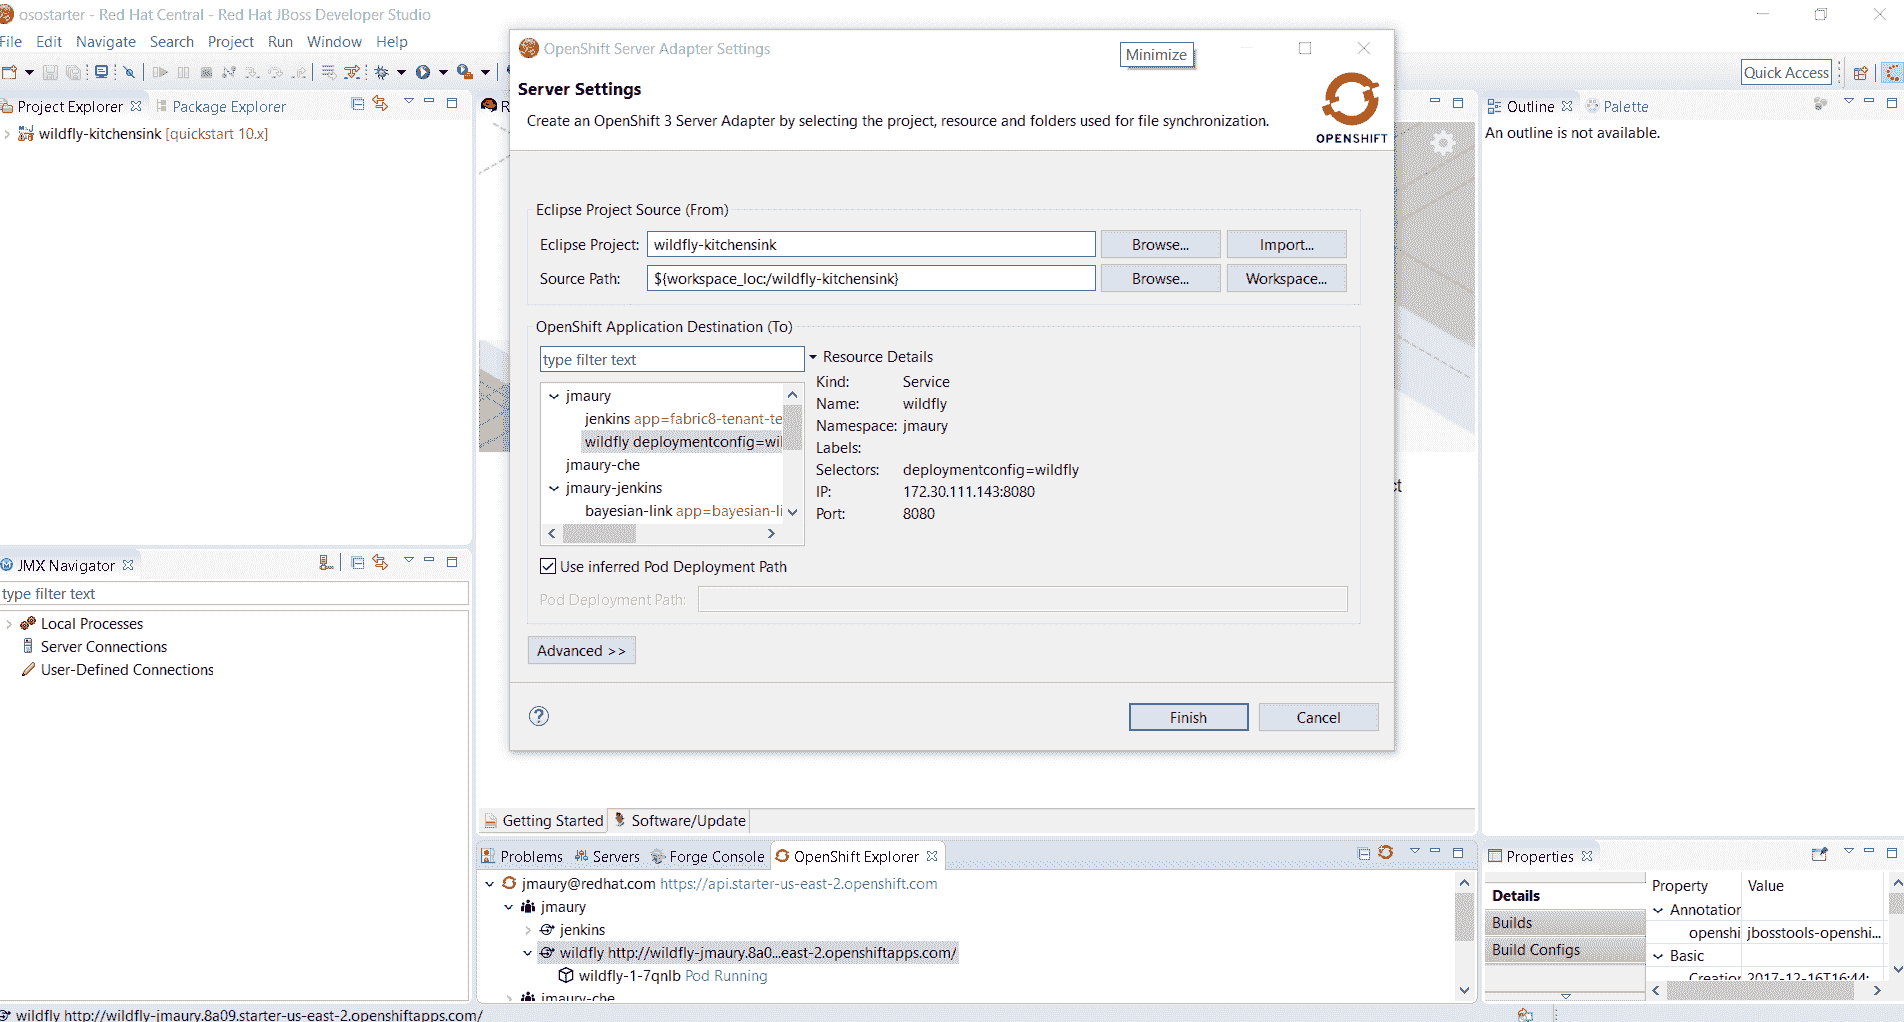 osostarter - Red Hat Central - Red Hat JBoss Developer Studio
File Edit Navigate Search Project Run Window Help
Quick Access
Project Explorer
Package Explorer
wildfly-kitchensink [quickstart 10.x]
OpenShift Server Adapter Settings
Minimize
Server Settings
Create an OpenShift 3 Server Adapter by selecting the project, resource and folders used for file synchronization.
OPENSHIFT
Eclipse Project Source (From)
Eclipse Project: wildfly-kitchensink Browse... Import...
Source Path: ${workspace_loc:/wildfly-kitchensink} Browse... Workspace...
OpenShift Application Destination (To)
type filter text
jmaury
jenkins app=fabric8-tenant-te
wildfly deploymentconfig=wil
jmaury-che
jmaury-jenkins
bayesian-link app=bayesian-li
Resource Details
Kind: Service
Name: wildfly
Namespace: jmaury
Labels:
Selectors: deploymentconfig=wildfly
IP: 172.30.111.143:8080
Port: 8080
Use inferred Pod Deployment Path
Pod Deployment Path:
Advanced >>
?
Finish Cancel
Outline
Palette
An outline is not available.
JMX Navigator
type filter text
Local Processes
Server Connections
User-Defined Connections
Getting Started
Software/Update
Problems
Servers
Forge Console
OpenShift Explorer
jmaury@redhat.com https://api.starter-us-east-2.openshift.com
jmaury
jenkins
wildfly http://wildfly-jmaury.8a0...east-2.openshiftapps.com/
wildfly-1-7qnlb Pod Running
jmaury-che
Properties
Details
Builds
Build Configs
Property Value
Annotation
openshi jbosstools-openshi...
Basic
Creation 2017-12-16T16:44:
wildfly http://wildfly-jmaury.8a09.starter-us-east-2.openshiftapps.com/